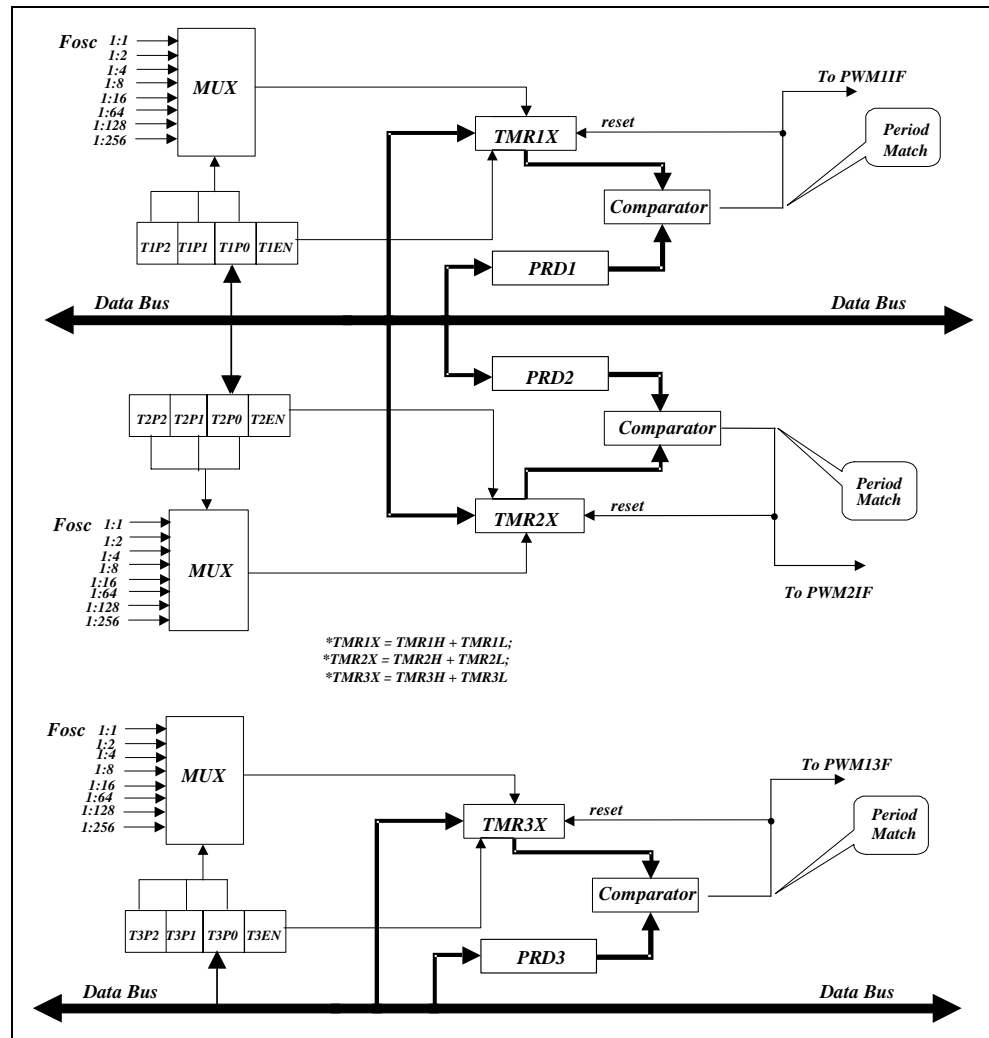 Fosc 1:1
1:2
1:4
1:8
1:16
1:64
1:128
1:256
MUX
To PWM1IF
TMR1X
reset
Period
Match
Comparator
T1P2 T1P1 T1P0 T1EN
PRD1
Data Bus Data Bus
PRD2
T2P2 T2P1 T2P0 T2EN
Comparator
Period
Match
TMR2X
reset
Fosc 1:1
1:2
1:4
1:8
1:16
1:64
1:128
1:256
MUX
To PWM2IF
*TMR1X = TMR1H + TMR1L;
*TMR2X = TMR2H + TMR2L;
*TMR3X = TMR3H + TMR3L
Fosc 1:1
1:2
1:4
1:8
1:16
1:64
1:128
1:256
MUX
To PWM13F
TMR3X
reset
Period
Match
Comparator
T3P2 T3P1 T3P0 T3EN
PRD3
Data Bus Data Bus